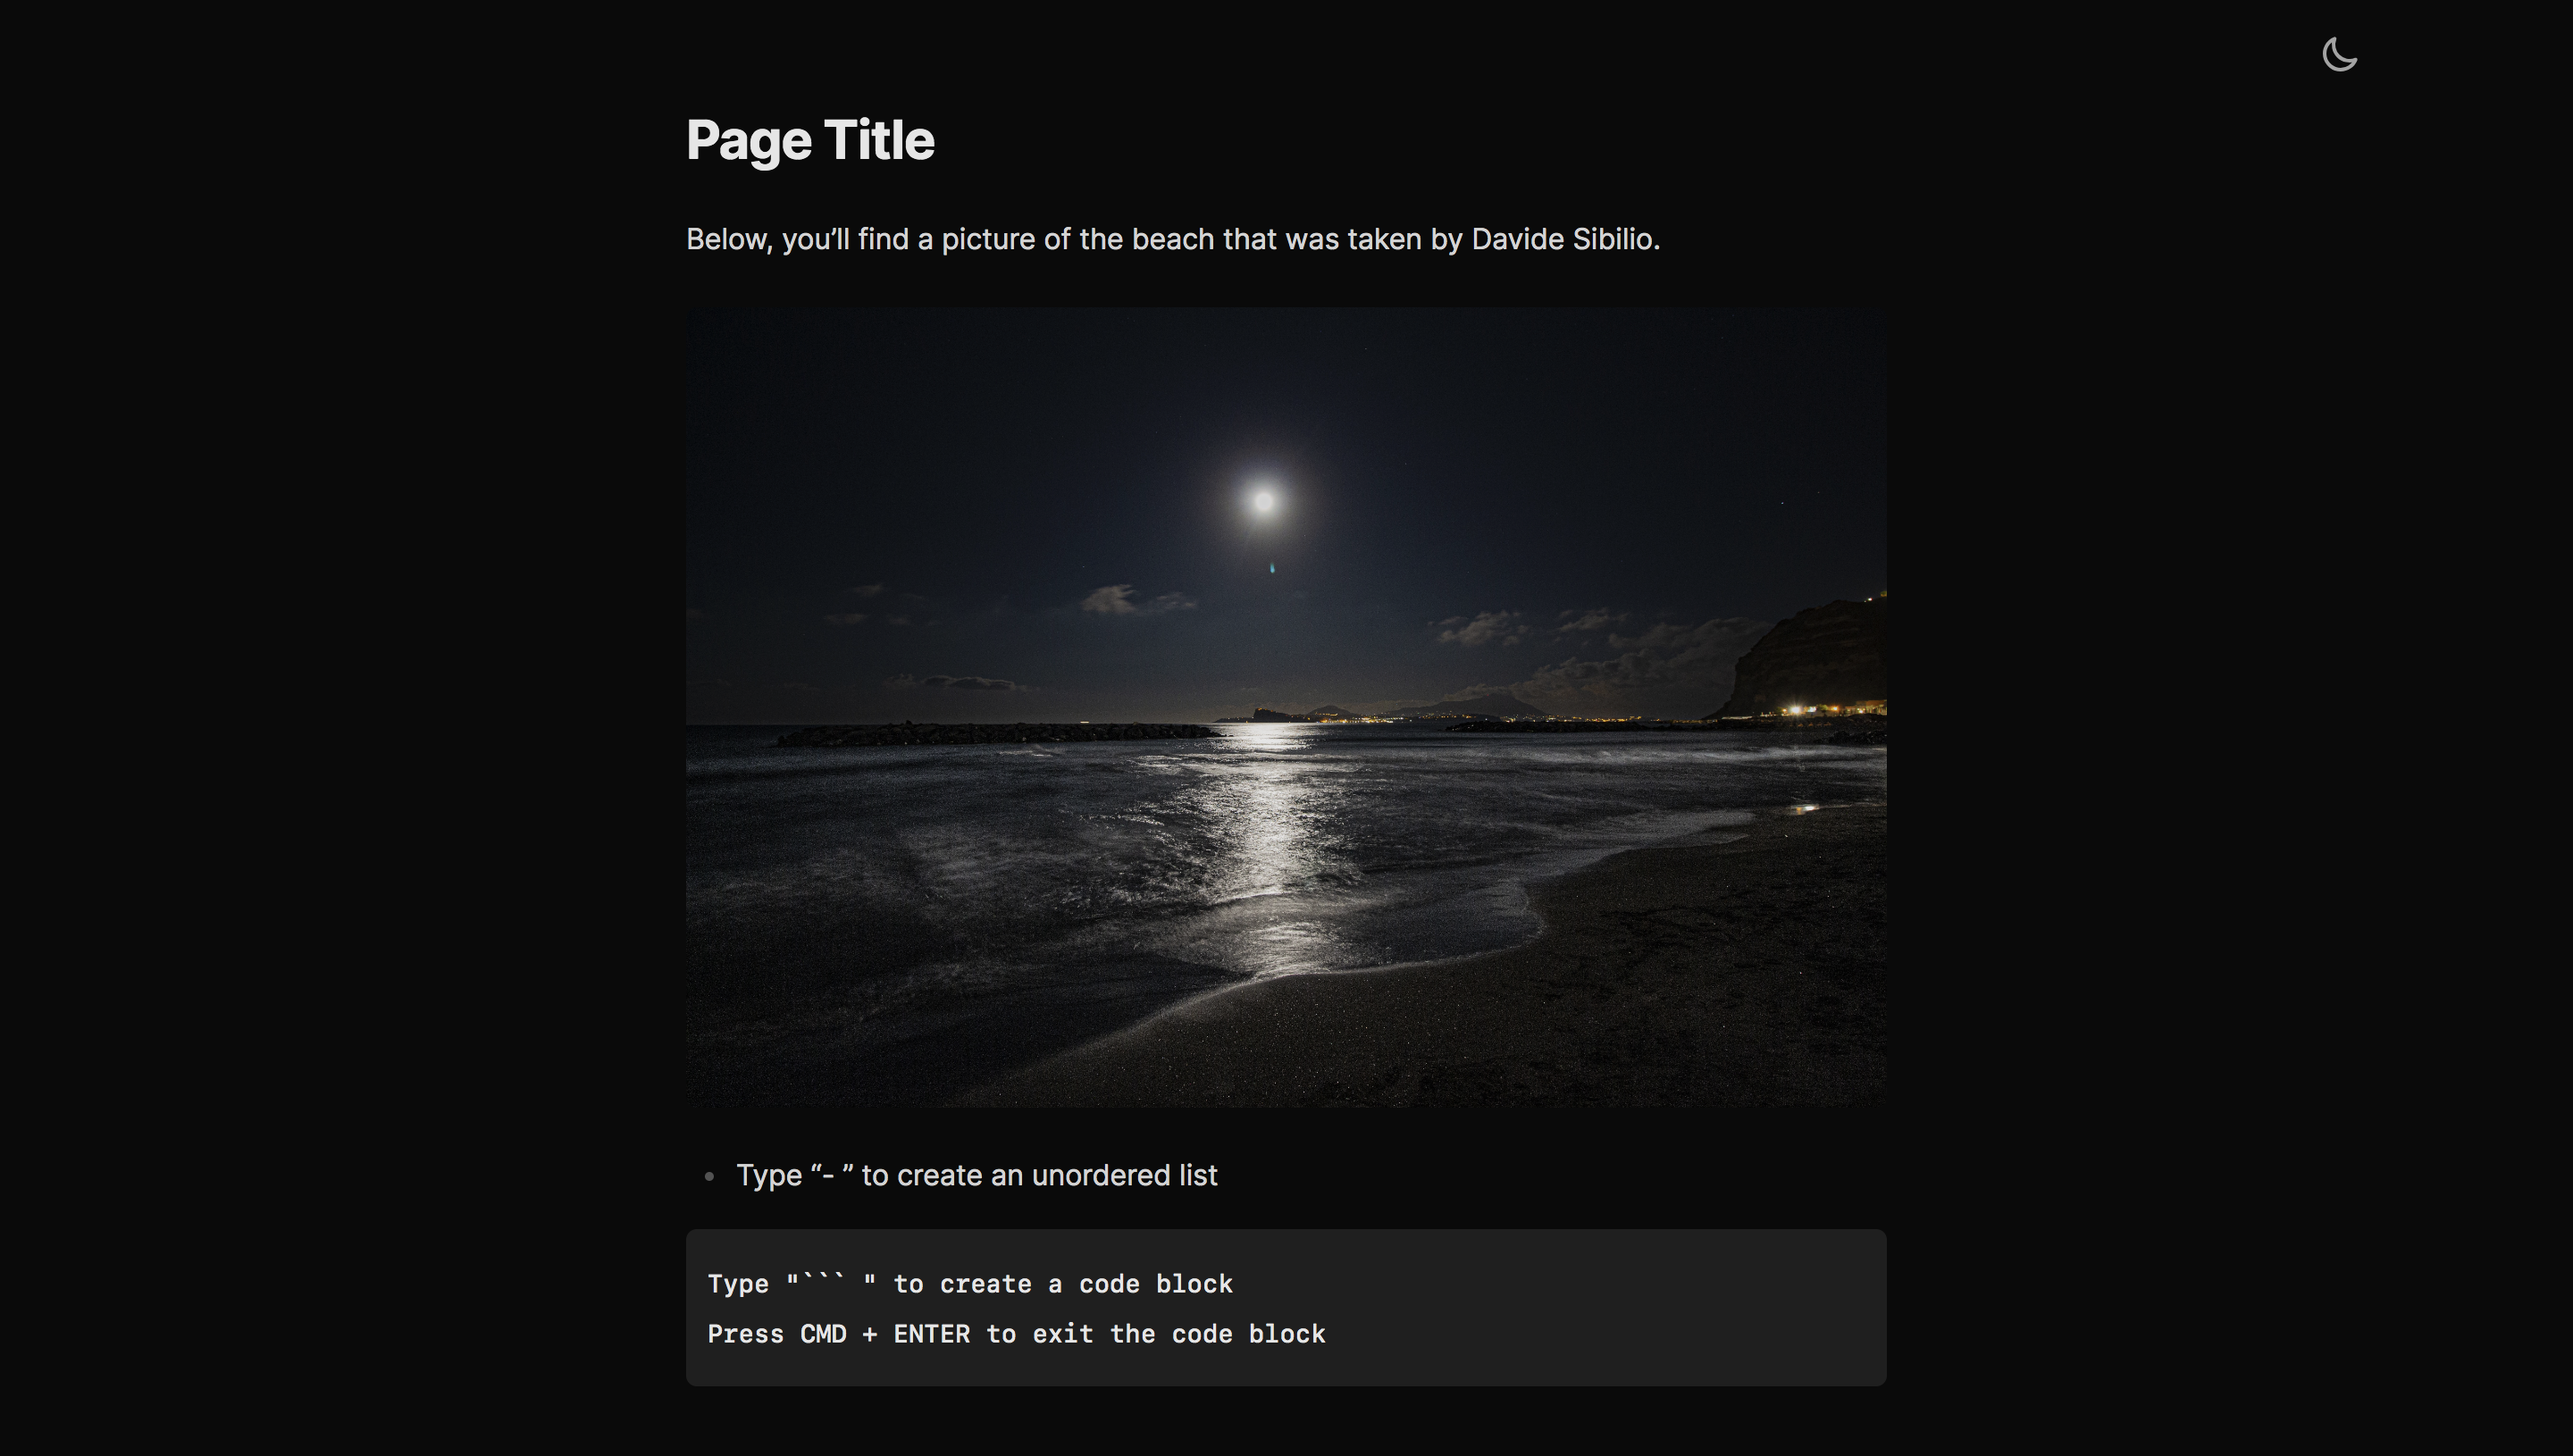 Page Title
Below, you’ll find a picture of the beach that was taken by Davide Sibilio.
Type “- ” to create an unordered list
Type "``` " to create a code block
Press CMD + ENTER to exit the code block